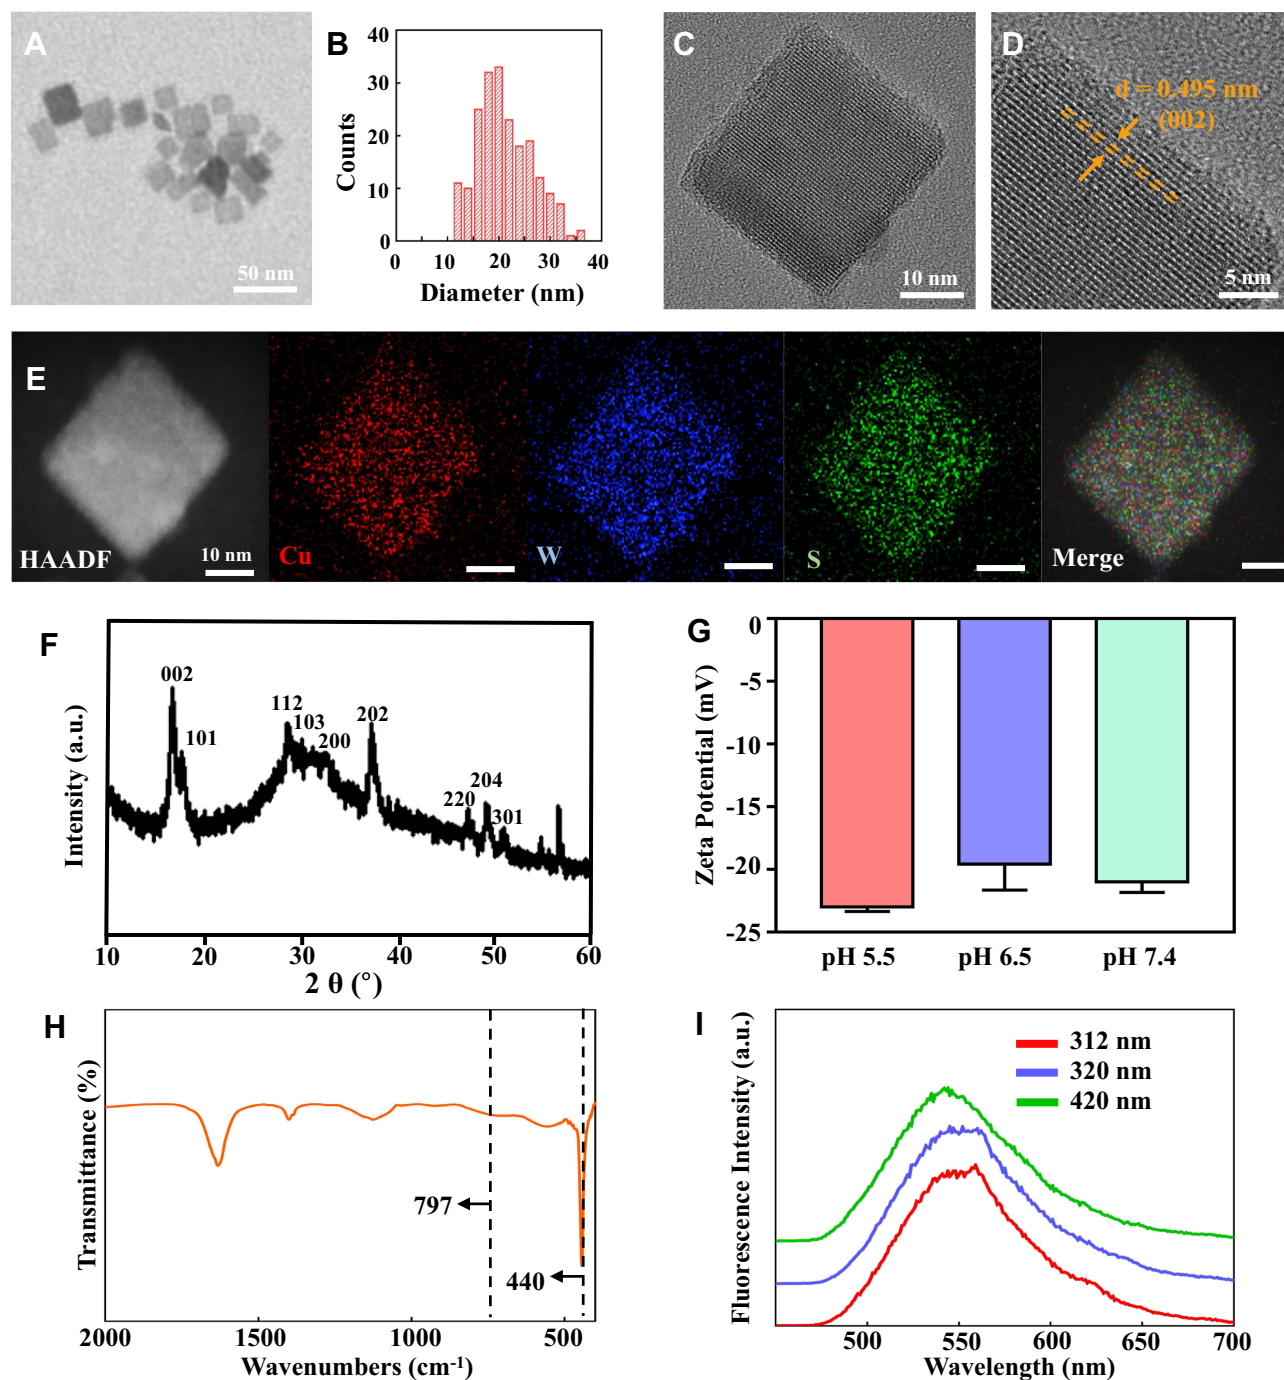 A
50 nm
B
40
30
20
10
0
Counts
0 10 20 30 40
Diameter (nm)
C
10 nm
D
d = 0.495 nm
(002)
5 nm
E
HAADF
10 nm
Cu
W
S
Merge
F
002
101
112
103
200
202
220
204
301
Intensity (a.u.)
10 20 30 40 50 60
2 θ (°)
G
0
-5
-10
-15
-20
-25
Zeta Potential (mV)
pH 5.5 pH 6.5 pH 7.4
H
797
440
Transmittance (%)
2000 1500 1000 500
Wavenumbers (cm-1)
I
312 nm
320 nm
420 nm
Fluorescence Intensity (a.u.)
500 550 600 650 700
Wavelength (nm)